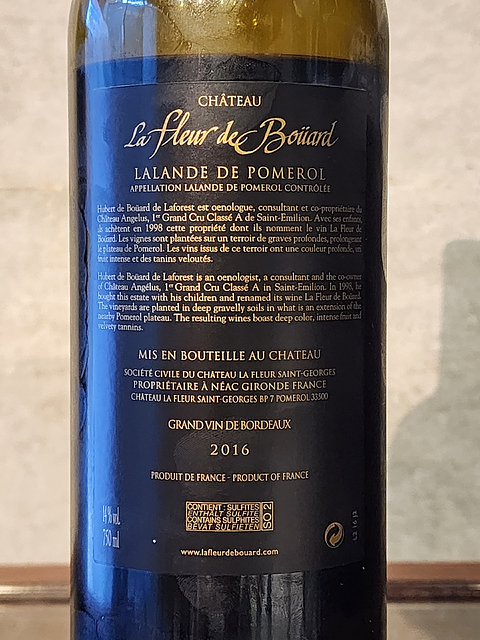 CHÂTEAU
La Fleur de Boüard
LALANDE DE POMEROL
APPELLATION LALANDE DE POMEROL CONTRÔLÉE
Hubert de Boüard de Laforest est oenologue, consultant et co-propriétaire du
Château Angelus, 1er Grand Cru Classé A de Saint-Emilion. Avec ses enfants,
ils achètent en 1998 cette propriété dont ils nomment le vin La Fleur de
Boüard. Les vignes sont plantées sur un terroir de graves profondes, prolongeant
le plateau de Pomerol. Les vins issus de ce terroir ont une couleur profonde, un
fruit intense et des tanins veloutés.
Hubert de Boüard de Laforest is an oenologist, a consultant and the co-owner
of Château Angélus, 1er Grand Cru Classé A in Saint-Emilion. In 1998, he
bought this estate with his children and renamed its wine La Fleur de Boüard.
The vineyards are planted in deep gravelly soils in what is an extension of the
nearby Pomerol plateau. The resulting wines boast deep color, intense fruit and
velvety tannins.
MIS EN BOUTEILLE AU CHATEAU
SOCIÉTÉ CIVILE DU CHÂTEAU LA FLEUR SAINT-GEORGES
PROPRIÉTAIRE À NÉAC GIRONDE FRANCE
CHÂTEAU LA FLEUR SAINT-GEORGES BP 7 POMEROL 33500
GRAND VIN DE BORDEAUX
2016
PRODUIT DE FRANCE - PRODUCT OF FRANCE
14 % vol.
750 ml
CONTIENT : SULFITES
ENTHÄLT SULFITE
CONTAINS SULPHITES
BEVAT SULFIETEN
SO2
www.lafleurdebouard.com